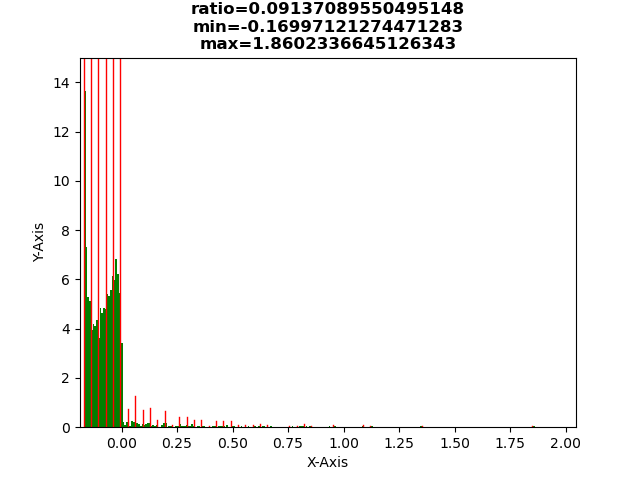 ratio=0.09137089550495148
min=-0.16997121274471283
max=1.8602336645126343
14
12
10
8
6
4
2
0
Y-Axis
0.00 0.25 0.50 0.75 1.00 1.25 1.50 1.75 2.00
X-Axis